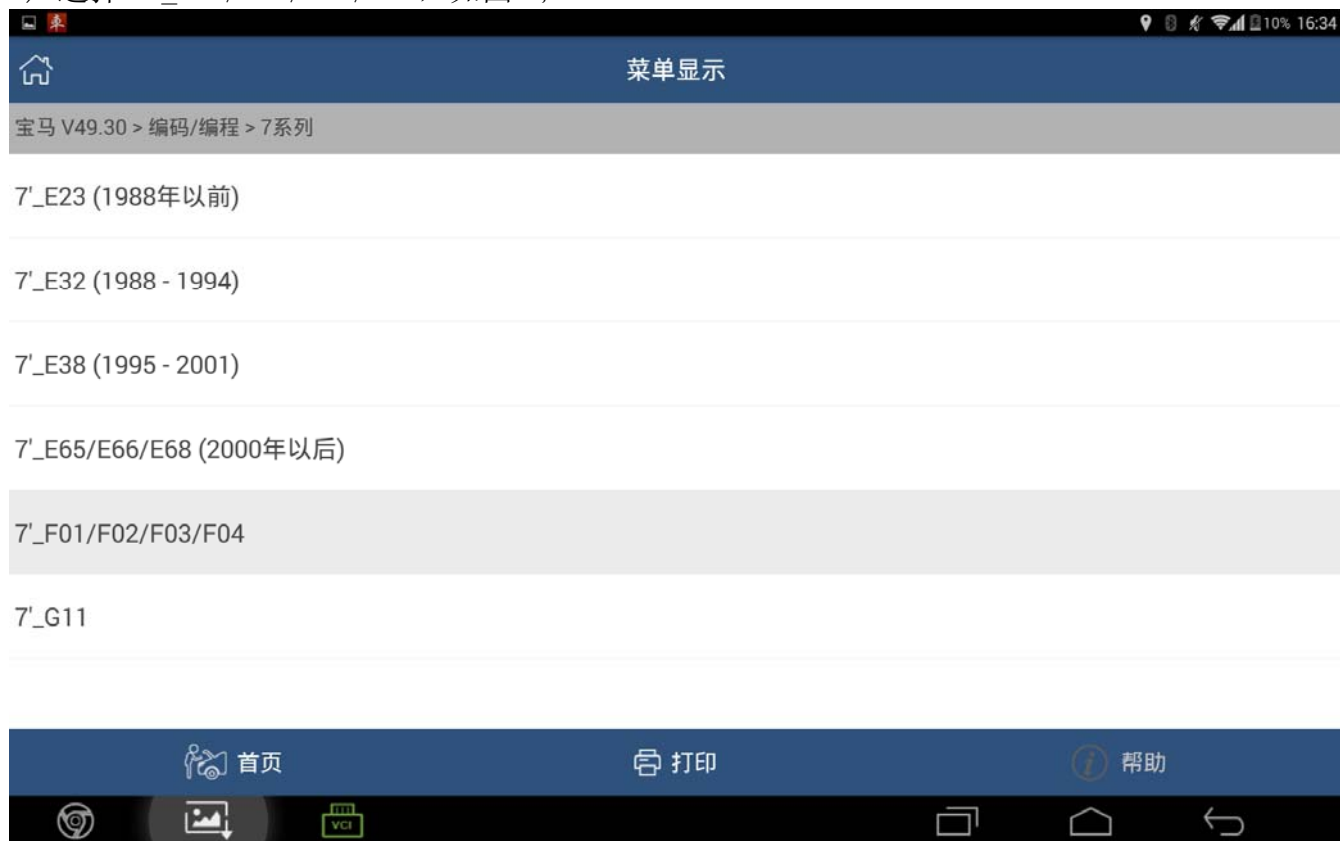 10% 16:34
菜单显示
宝马 V49.30 > 编码/编程 > 7系列
7'_E23 (1988年以前)
7'_E32 (1988 - 1994)
7'_E38 (1995 - 2001)
7'_E65/E66/E68 (2000年以后)
7'_F01/F02/F03/F04
7'_G11
首页 打印 帮助
VCI